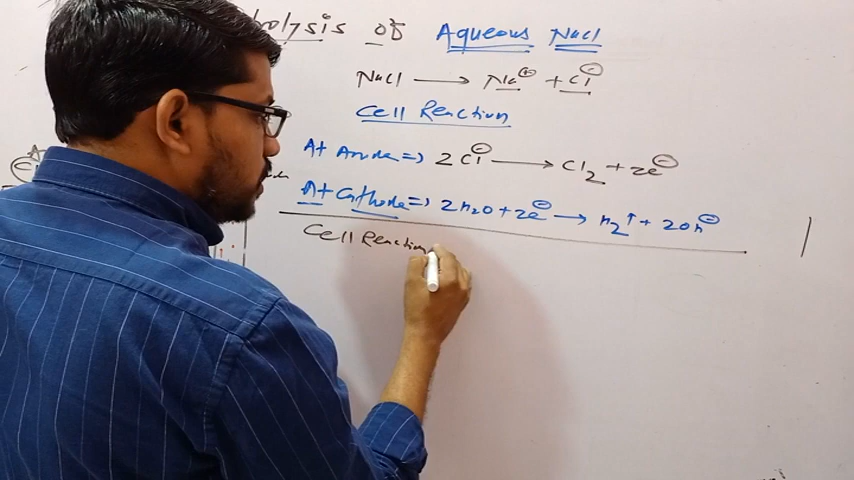 olysis of Aqueous NaCl
NaCl ⟶ Na⊕ + Cl⊖
Cell Reaction
At Anode => 2Cl⊖ ⟶ Cl2 + 2e⊖
At Cathode => 2H2O + 2e⊖ ⟶ H2↑ + 2OH⊖
Cell Reaction